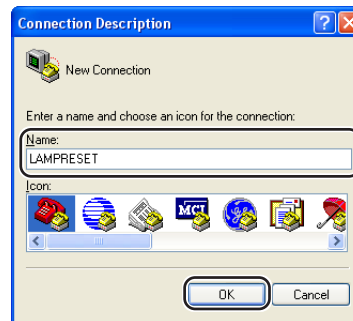 Connection Description
New Connection
Enter a name and choose an icon for the connection:
Name:
LAMPRESET
Icon:
MCI
OK
Cancel